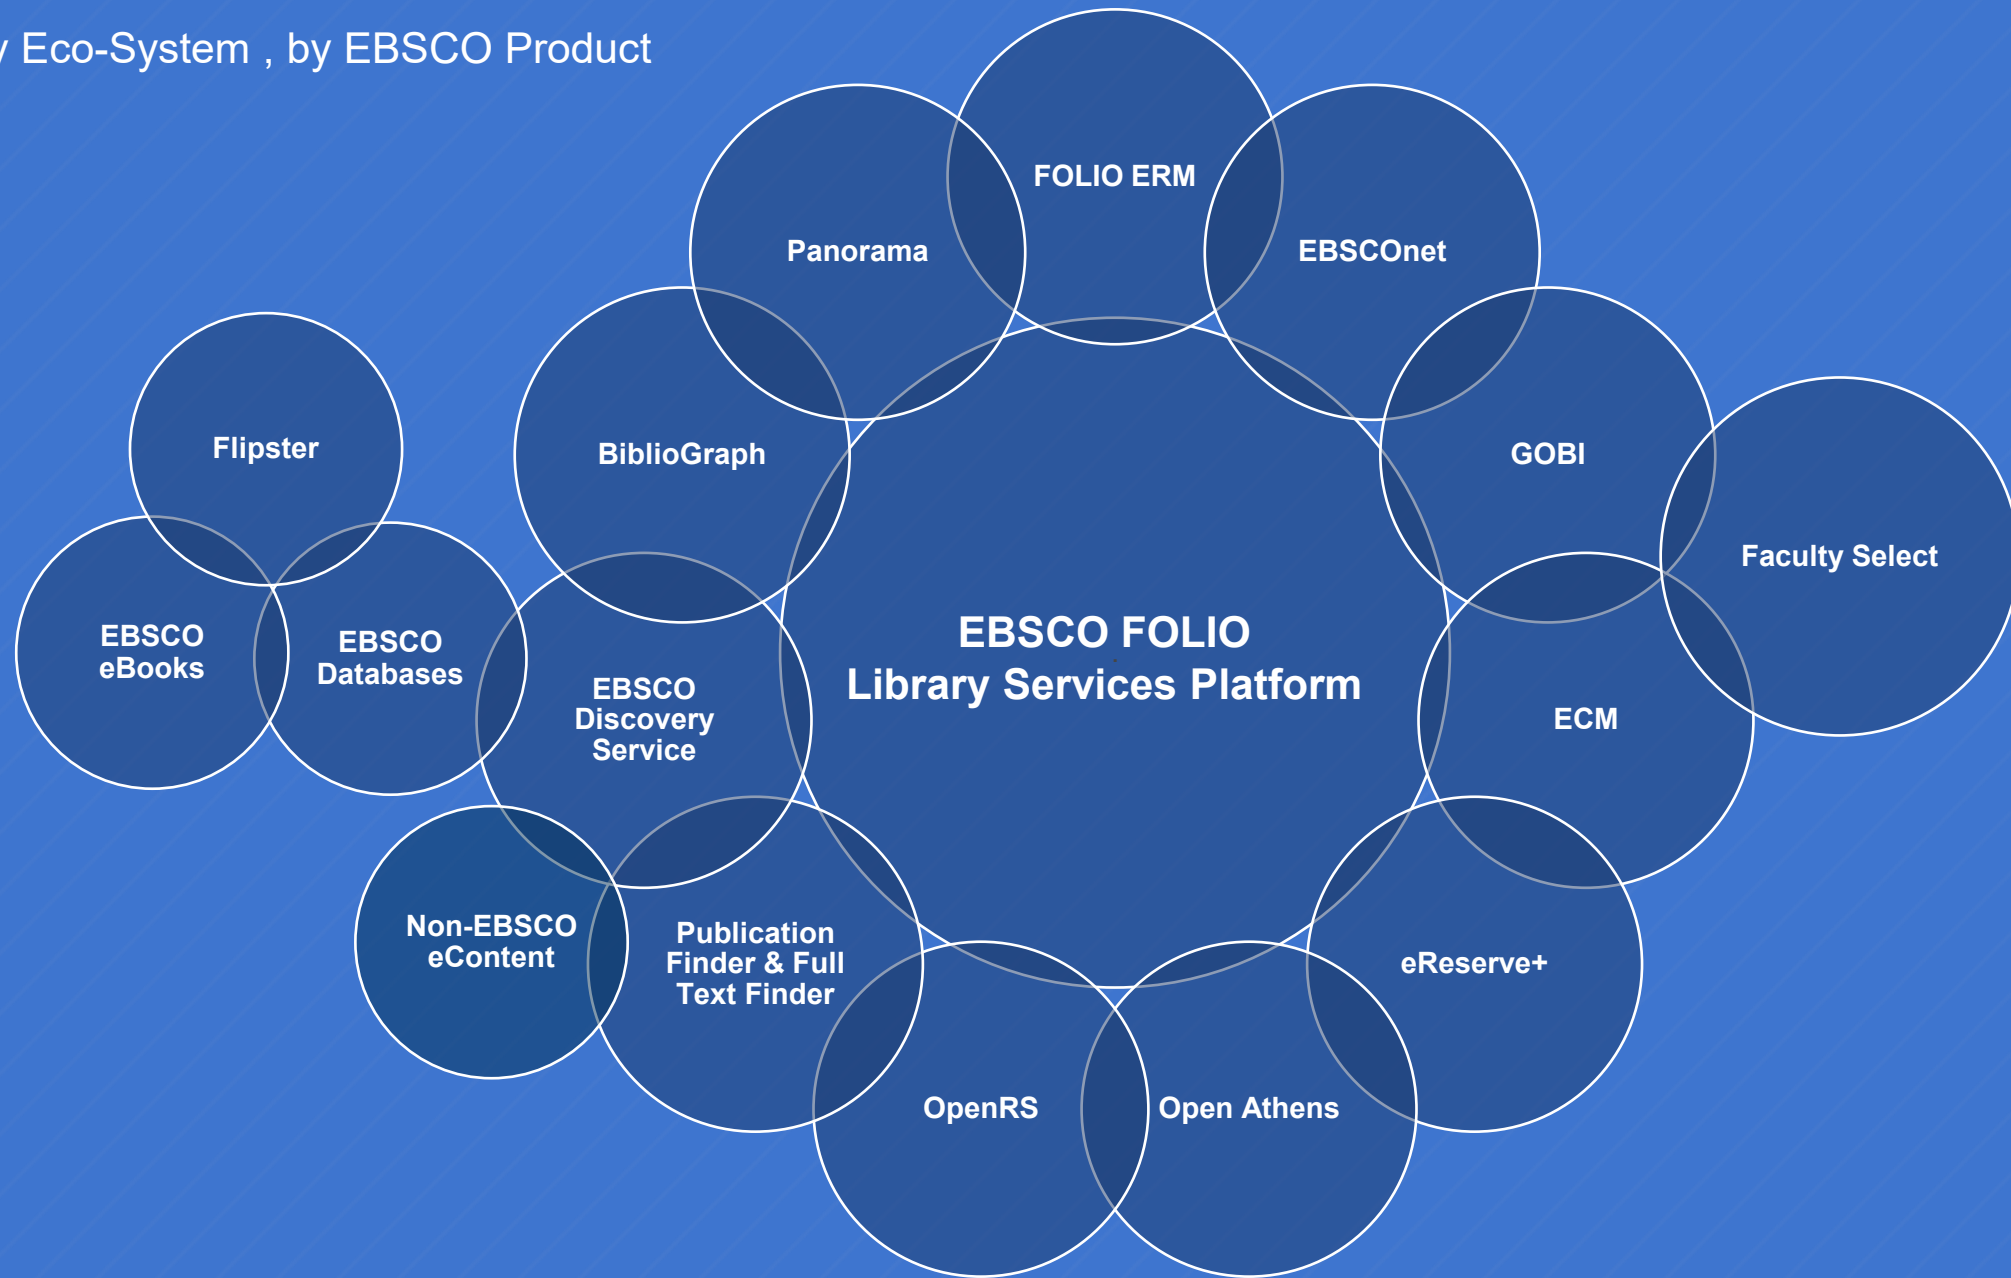 Eco-System , by EBSCO Product
FOLIO ERM
Panorama
EBSCOnet
BiblioGraph
GOBI
Flipster
Faculty Select
EBSCO
eBooks
EBSCO
Databases
EBSCO FOLIO
Library Services Platform
EBSCO
Discovery
Service
ECM
Non-EBSCO
eContent
Publication
Finder & Full
Text Finder
eReserve+
OpenRS
Open Athens